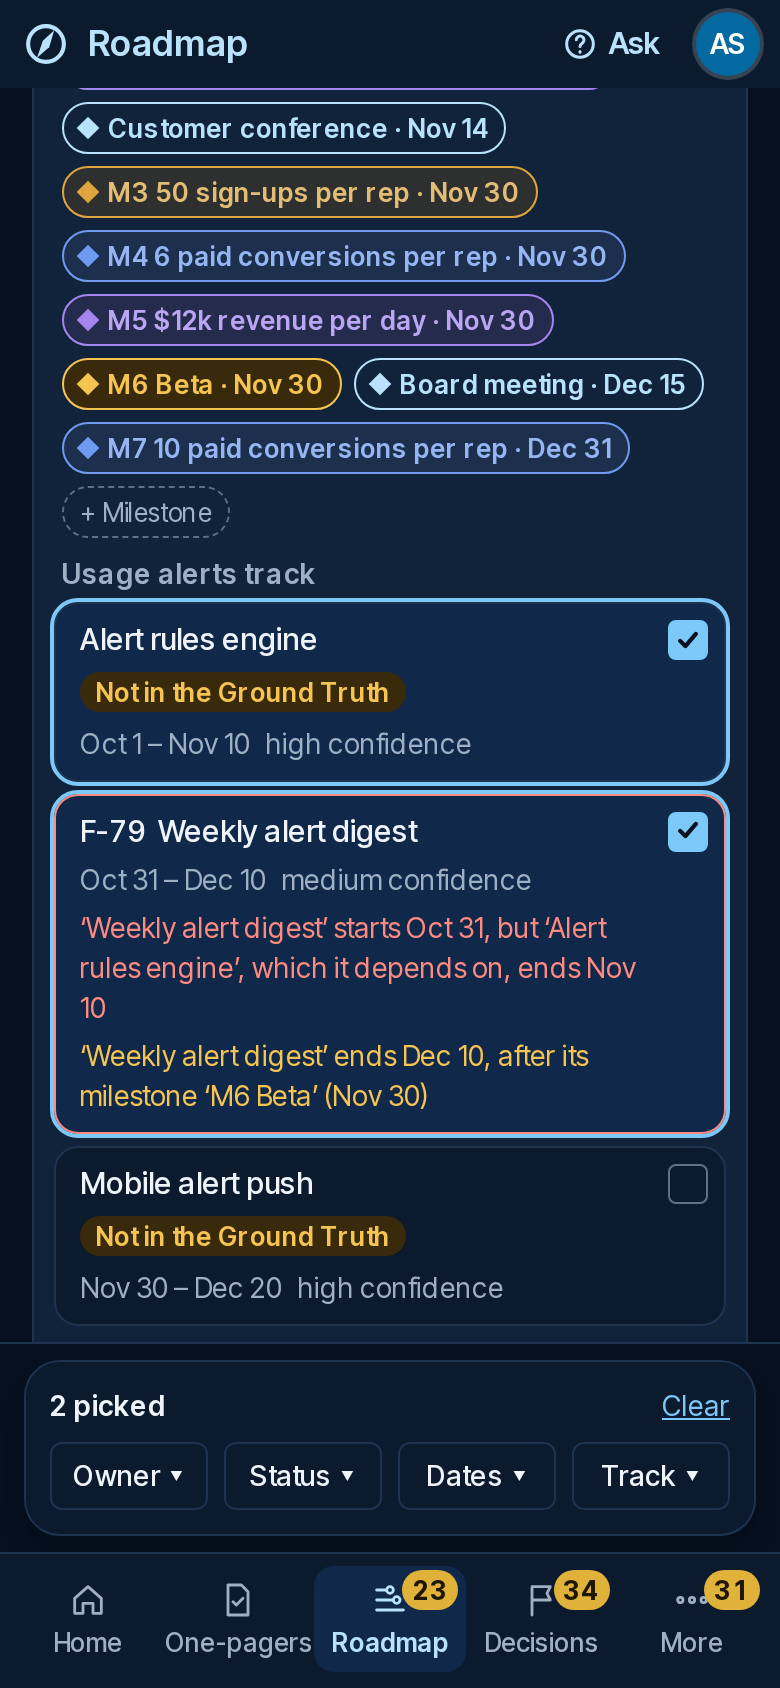 Roadmap
Ask
AS
Customer conference · Nov 14
M3 50 sign-ups per rep · Nov 30
M4 6 paid conversions per rep · Nov 30
M5 $12k revenue per day · Nov 30
M6 Beta · Nov 30
Board meeting · Dec 15
M7 10 paid conversions per rep · Dec 31
+ Milestone
Usage alerts track
Alert rules engine
Not in the Ground Truth
Oct 1 – Nov 10 high confidence
F-79 Weekly alert digest
Oct 31 – Dec 10 medium confidence
‘Weekly alert digest’ starts Oct 31, but ‘Alert
rules engine’, which it depends on, ends Nov
10
‘Weekly alert digest’ ends Dec 10, after its
milestone ‘M6 Beta’ (Nov 30)
Mobile alert push
Not in the Ground Truth
Nov 30 – Dec 20 high confidence
2 picked
Clear
Owner ▾
Status ▾
Dates ▾
Track ▾
23
34
31
Home
One-pagers
Roadmap
Decisions
More